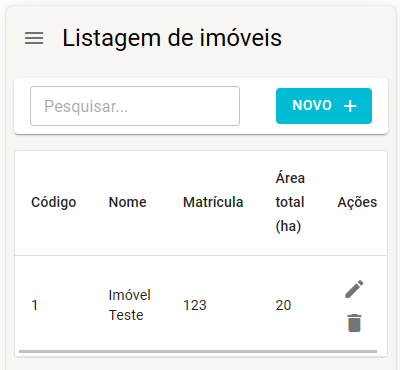 Listagem de imóveis
Pesquisar...
NOVO +
Código Nome Matrícula Área total (ha) Ações
1 Imóvel Teste 123 20